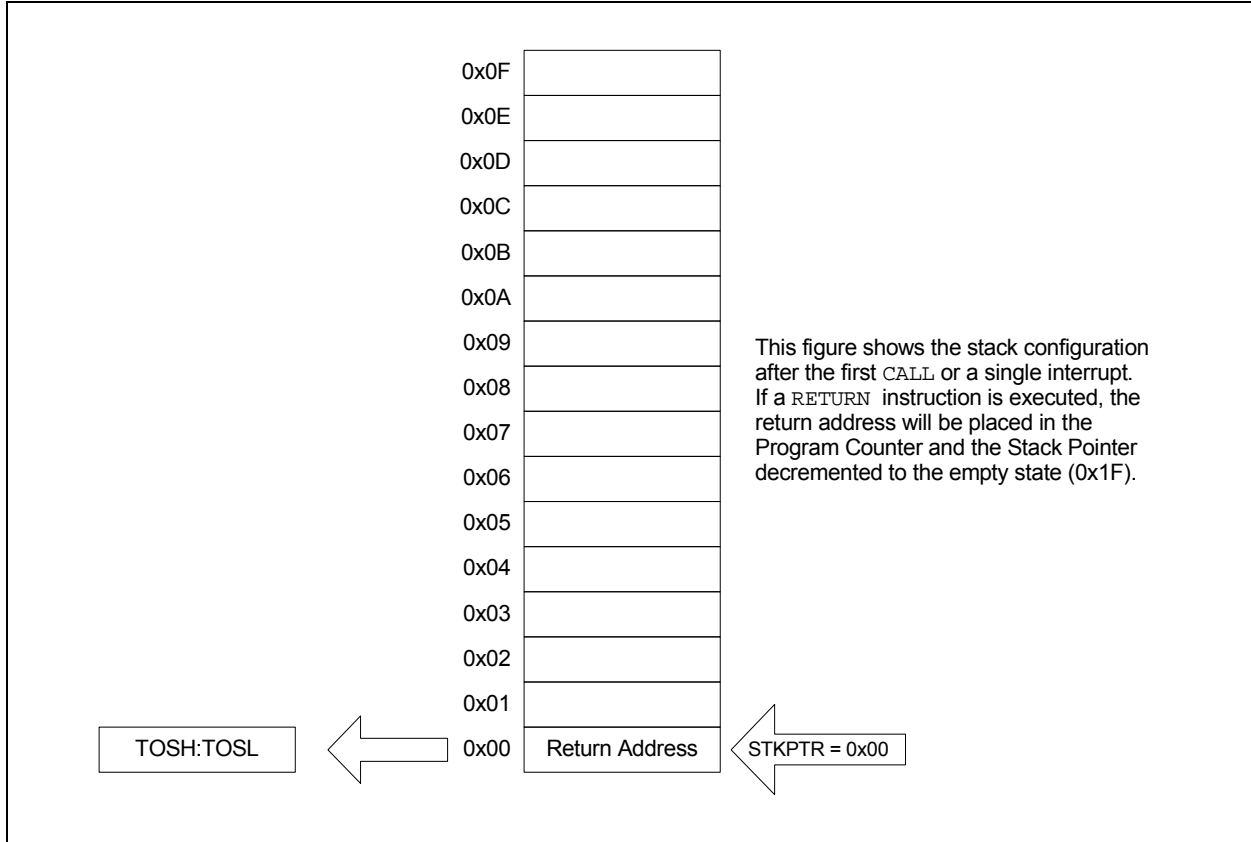 0x0F
0x0E
0x0D
0x0C
0x0B
0x0A
0x09
This figure shows the stack configuration
after the first CALL or a single interrupt.
0x08
If a RETURN instruction is executed, the
return address will be placed in the
0x07
Program Counter and the Stack Pointer
decremented to the empty state (0x1F).
0x06
0x05
0x04
0x03
0x02
0x01
TOSH:TOSL
0x00
Return Address
STKPTR = 0x00